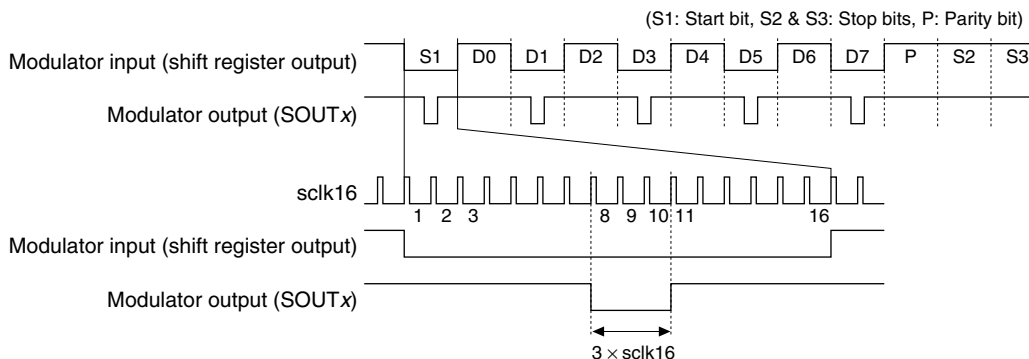 (S1: Start bit, S2 & S3: Stop bits, P: Parity bit)
Modulator input (shift register output) S1 D0 D1 D2 D3 D4 D5 D6 D7 P S2 S3
Modulator output (SOUTx)
sclk16
1 2 3 8 9 10 11 16
Modulator input (shift register output)
Modulator output (SOUTx)
3 × sclk16